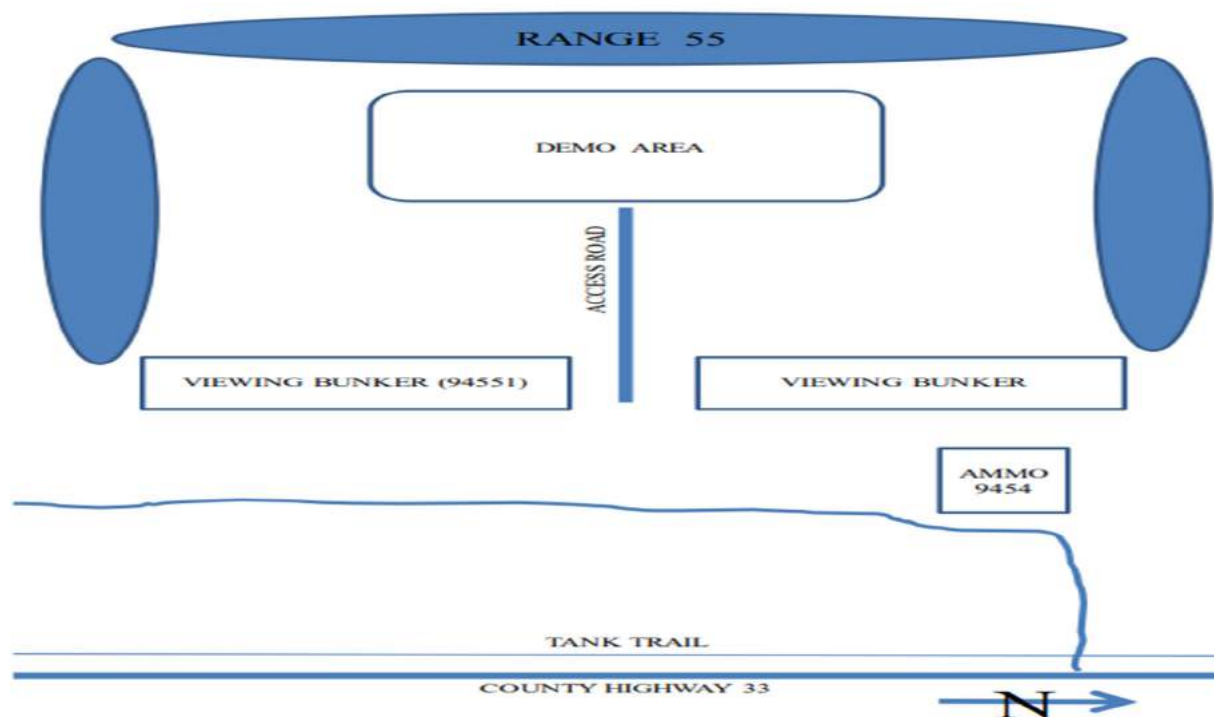 RANGE 55
DEMO AREA
ACCESS ROAD
VIEWING BUNKER (94551)
VIEWING BUNKER
AMMO
9454
TANK TRAIL
COUNTY HIGHWAY 33
N